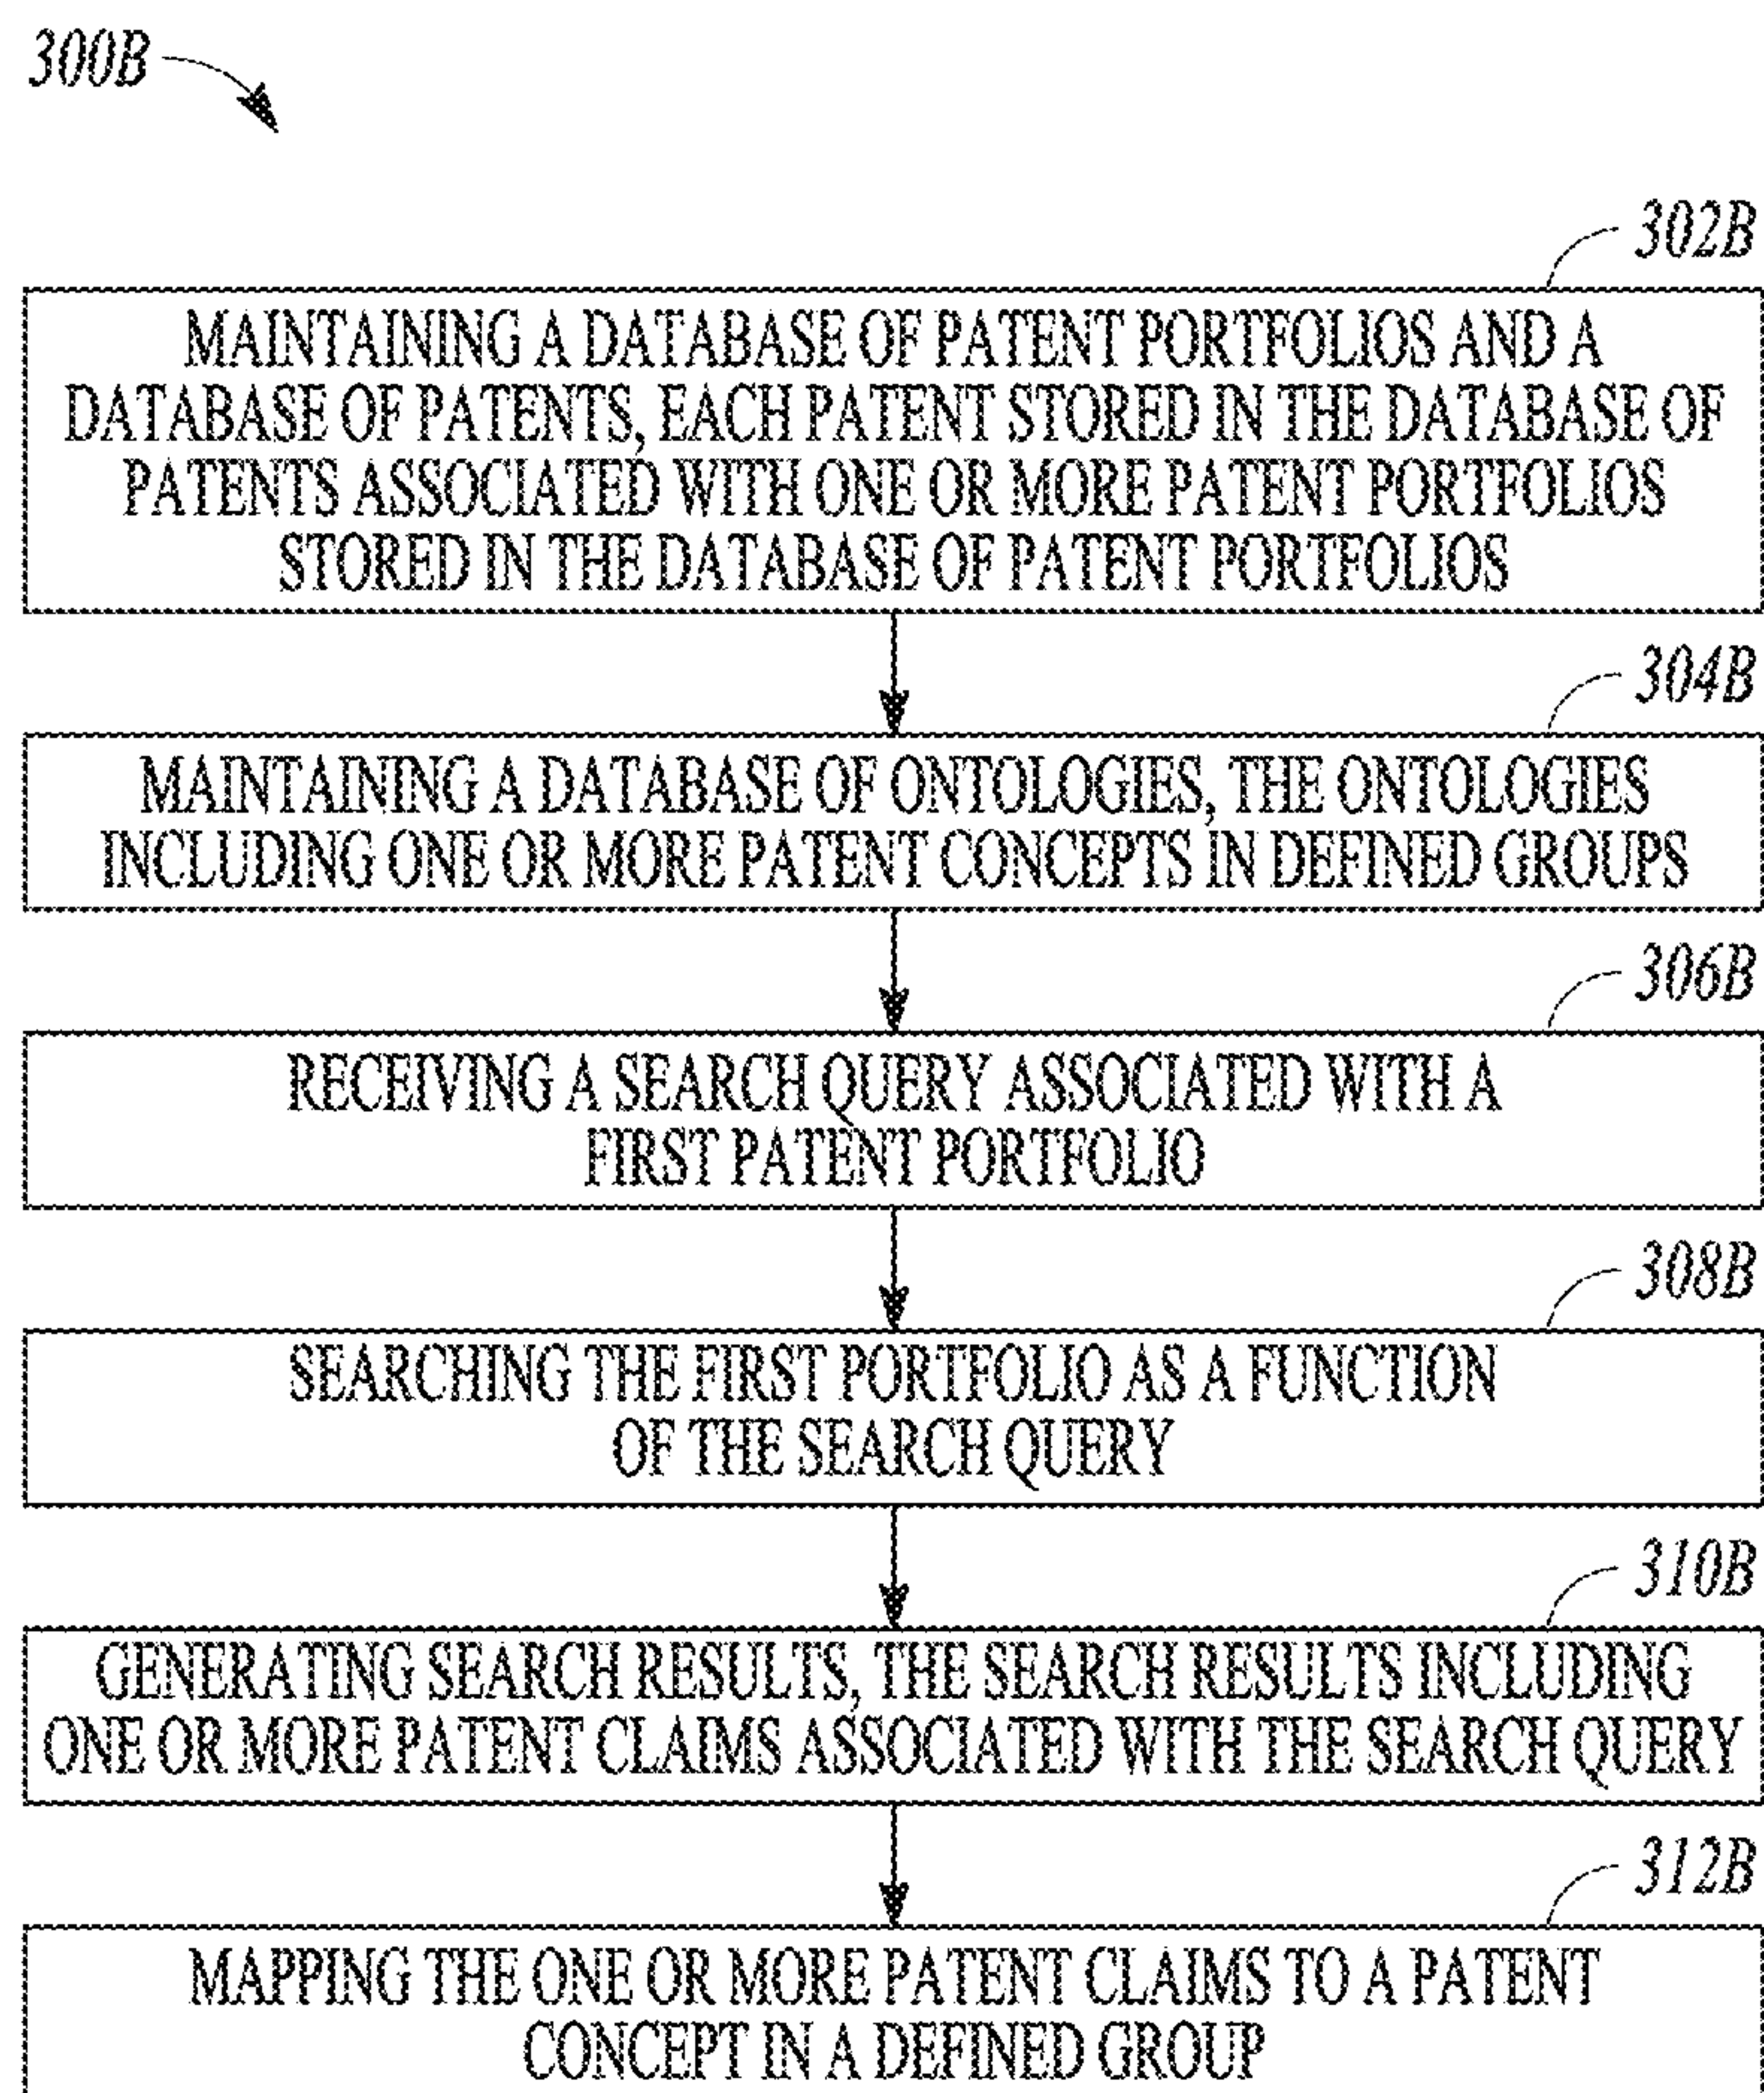 300B
302B
MAINTAINING A DATABASE OF PATENT PORTFOLIOS AND A
DATABASE OF PATENTS, EACH PATENT STORED IN THE DATABASE OF
PATENTS ASSOCIATED WITH ONE OR MORE PATENT PORTFOLIOS
STORED IN THE DATABASE OF PATENT PORTFOLIOS
304B
MAINTAINING A DATABASE OF ONTOLOGIES, THE ONTOLOGIES
INCLUDING ONE OR MORE PATENT CONCEPTS IN DEFINED GROUPS
306B
RECEIVING A SEARCH QUERY ASSOCIATED WITH A
FIRST PATENT PORTFOLIO
308B
SEARCHING THE FIRST PORTFOLIO AS A FUNCTION
OF THE SEARCH QUERY
310B
GENERATING SEARCH RESULTS, THE SEARCH RESULTS INCLUDING
ONE OR MORE PATENT CLAIMS ASSOCIATED WITH THE SEARCH QUERY
312B
MAPPING THE ONE OR MORE PATENT CLAIMS TO A PATENT
CONCEPT IN A DEFINED GROUP